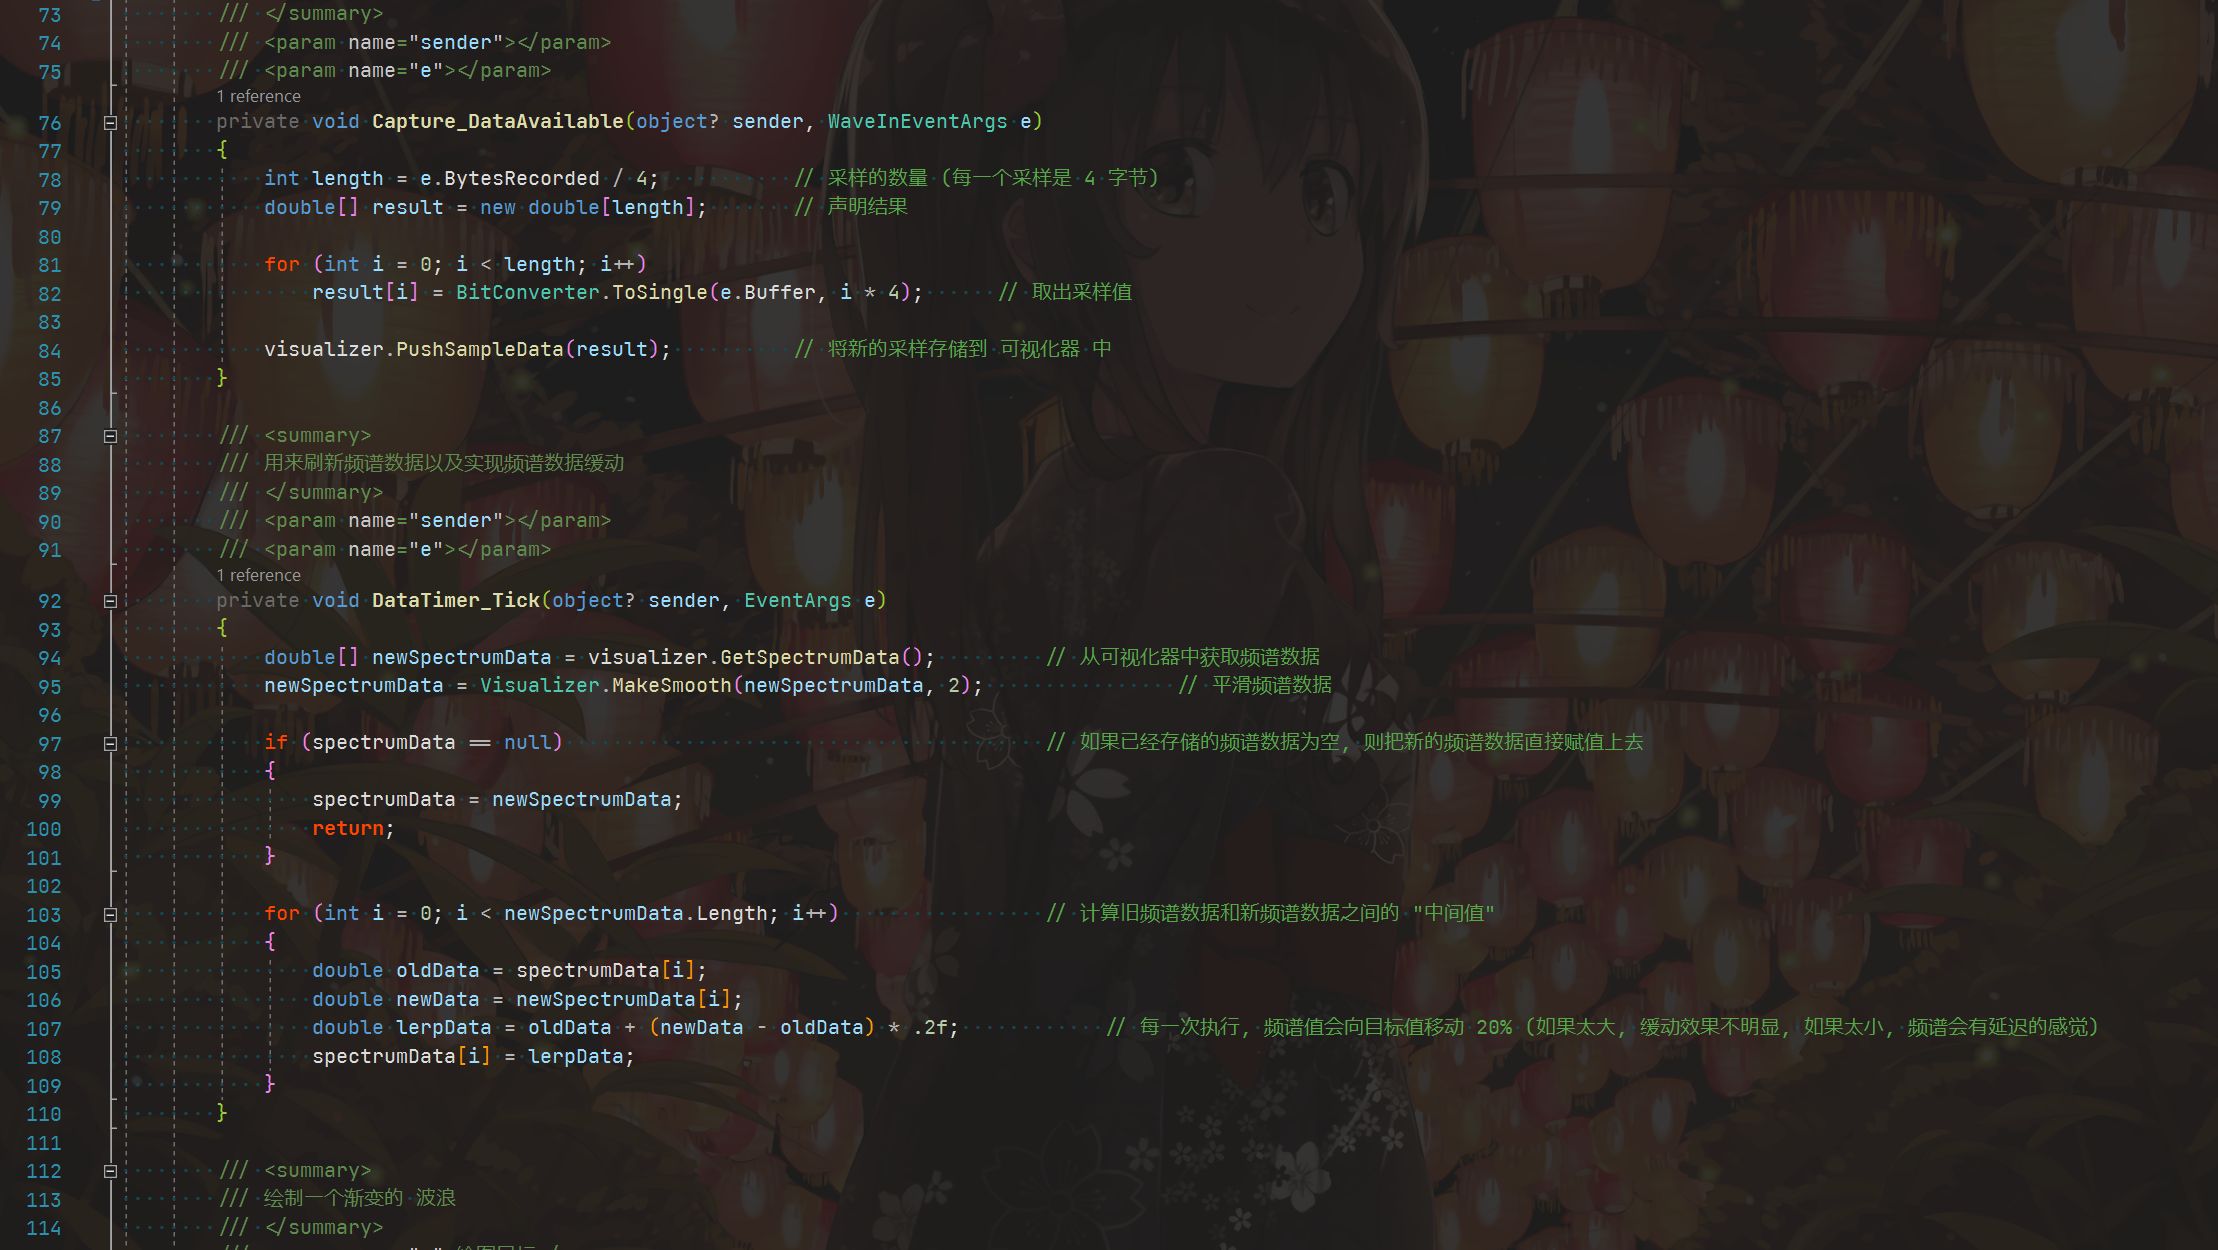 73 /// </summary>
74 /// <param name="sender"></param>
75 /// <param name="e"></param>
1 reference
76 private void Capture_DataAvailable(object? sender, WaveInEventArgs e)
77 {
78 int length = e.BytesRecorded / 4; // 采样的数量 (每一个采样是 4 字节)
79 double[] result = new double[length]; // 声明结果
80
81 for (int i = 0; i < length; i++)
82 result[i] = BitConverter.ToSingle(e.Buffer, i * 4); // 取出采样值
83
84 visualizer.PushSampleData(result); // 将新的采样存储到 可视化器 中
85 }
86
87 /// <summary>
88 /// 用来刷新频谱数据以及实现频谱数据缓动
89 /// </summary>
90 /// <param name="sender"></param>
91 /// <param name="e"></param>
1 reference
92 private void DataTimer_Tick(object? sender, EventArgs e)
93 {
94 double[] newSpectrumData = visualizer.GetSpectrumData(); // 从可视化器中获取频谱数据
95 newSpectrumData = Visualizer.MakeSmooth(newSpectrumData, 2); // 平滑频谱数据
96
97 if (spectrumData == null) // 如果已经存储的频谱数据为空, 则把新的频谱数据直接赋值上去
98 {
99 spectrumData = newSpectrumData;
100 return;
101 }
102
103 for (int i = 0; i < newSpectrumData.Length; i++) // 计算旧频谱数据和新频谱数据之间的 "中间值"
104 {
105 double oldData = spectrumData[i];
106 double newData = newSpectrumData[i];
107 double lerpData = oldData + (newData - oldData) * .2f; // 每一次执行, 频谱值会向目标值移动 20% (如果太大, 缓动效果不明显, 如果太小, 频谱会有延迟的感觉)
108 spectrumData[i] = lerpData;
109 }
110 }
111
112 /// <summary>
113 /// 绘制一个渐变的 波浪
114 /// </summary>